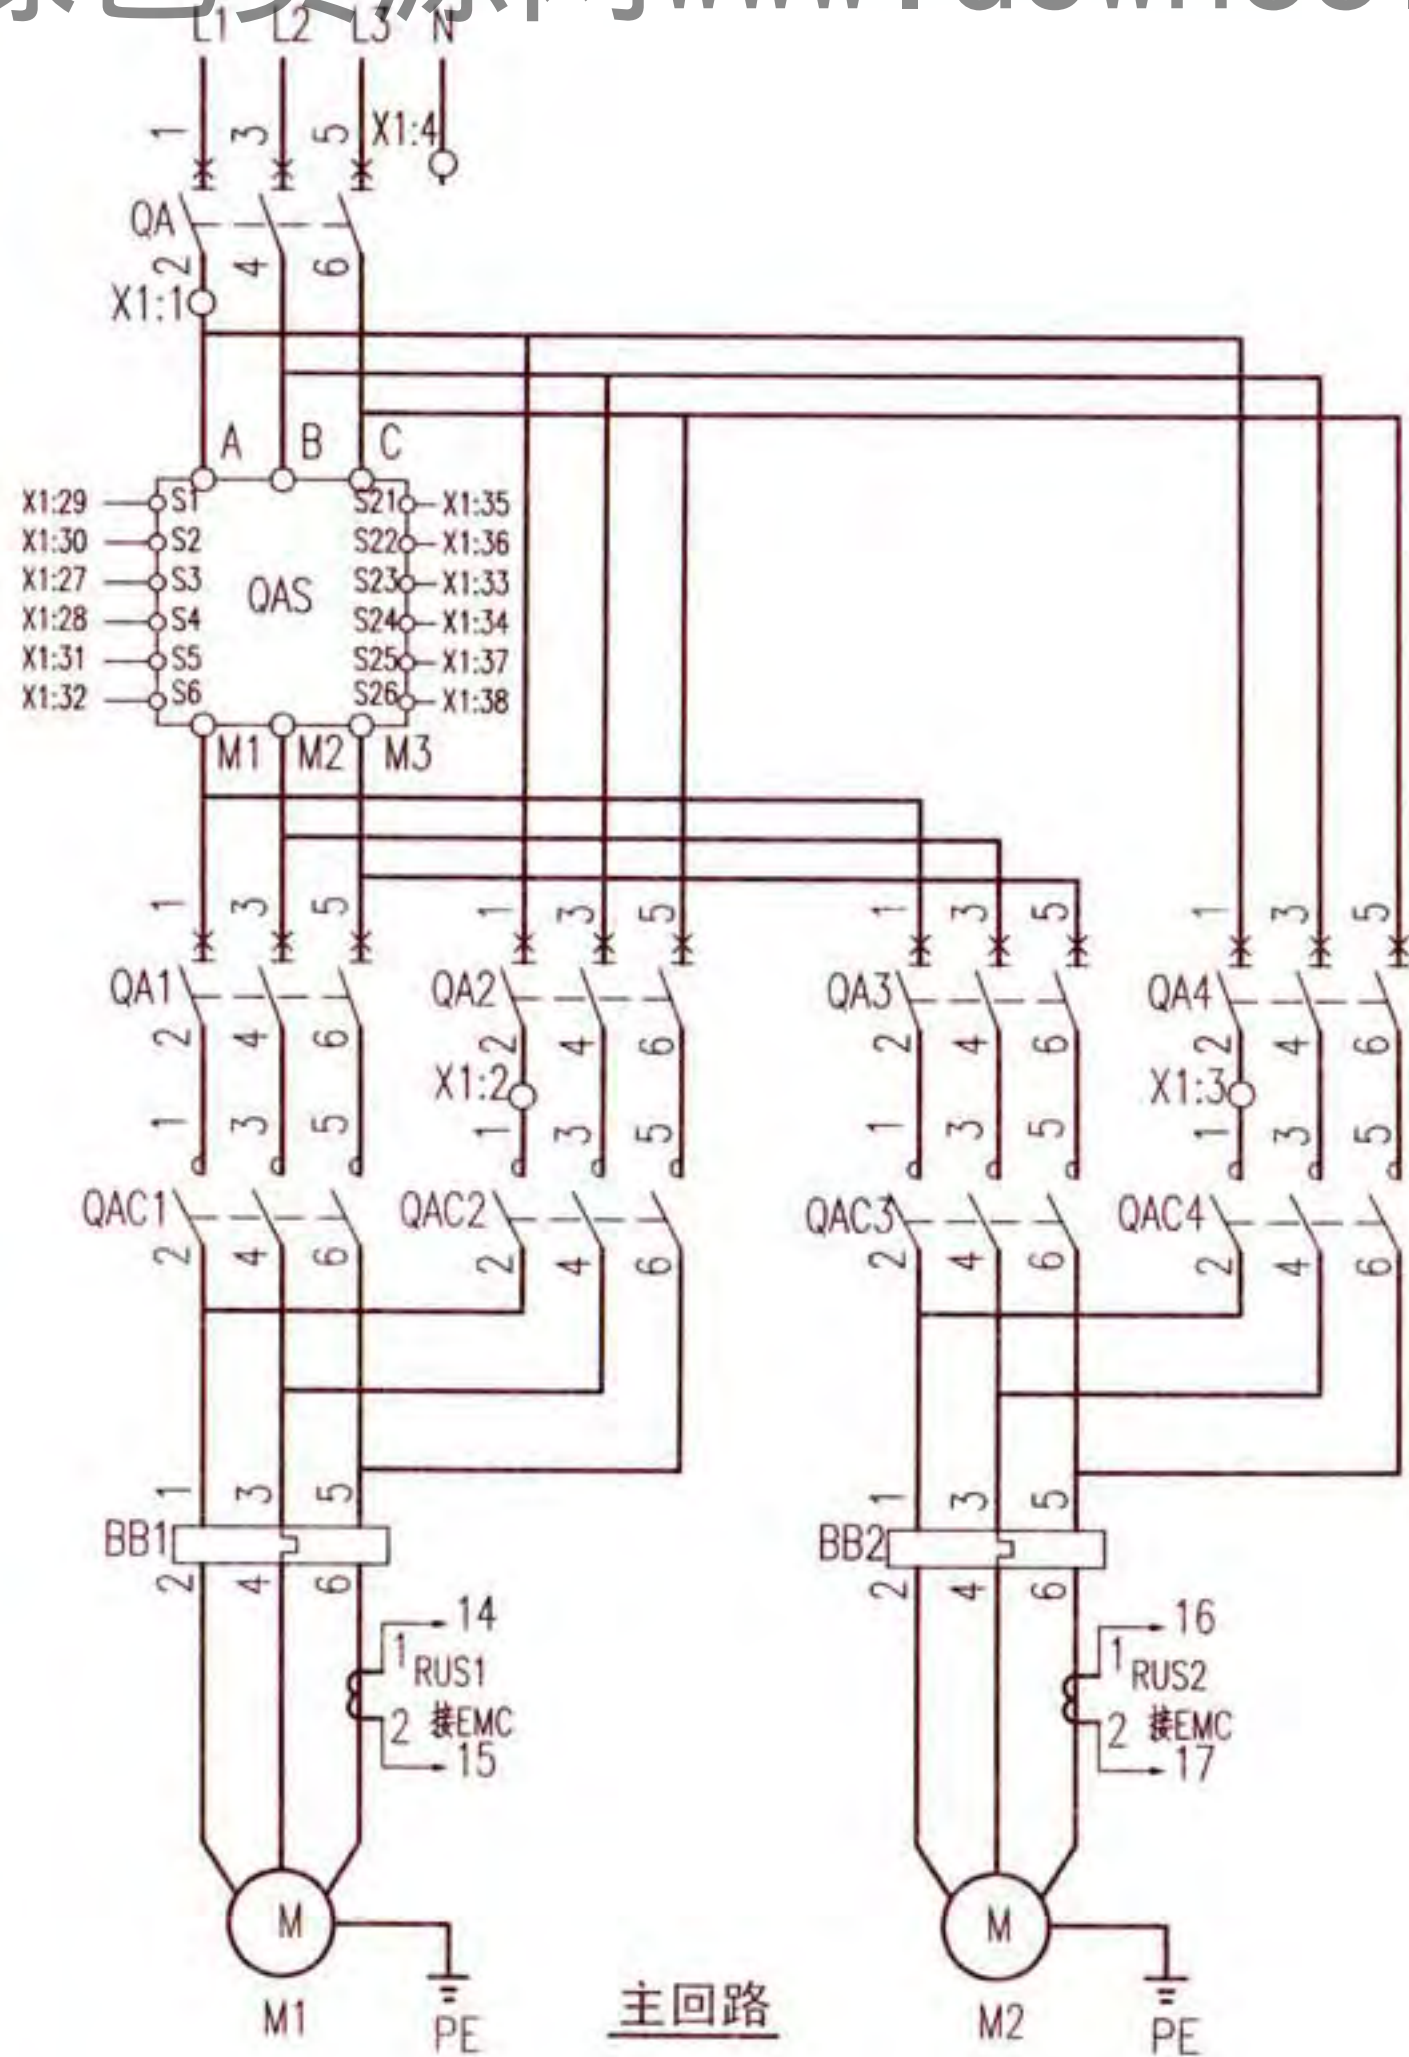 L1 L2 L3 N
1 3 5 X1:4
QA
2 4 6
X1:1
A B C
X1:29 S1 S21 X1:35
X1:30 S2 S22 X1:36
X1:27 S3 QAS S23 X1:33
X1:28 S4 S24 X1:34
X1:31 S5 S25 X1:37
X1:32 S6 S26 X1:38
M1 M2 M3
1 3 5 1 3 5 1 3 5 1 3 5
QA1 QA2 QA3 QA4
2 4 6 2 4 6 2 4 6 2 4 6
X1:2 X1:3
1 3 5 1 3 5 1 3 5 1 3 5
QAC1 QAC2 QAC3 QAC4
2 4 6 2 4 6 2 4 6 2 4 6
1 3 5 1 3 5
BB1 BB2
2 4 6 2 4 6
14 16
1 RUS1 1 RUS2
2 接EMC 2 接EMC
15 17
M M
M1 PE 主回路 M2 PE